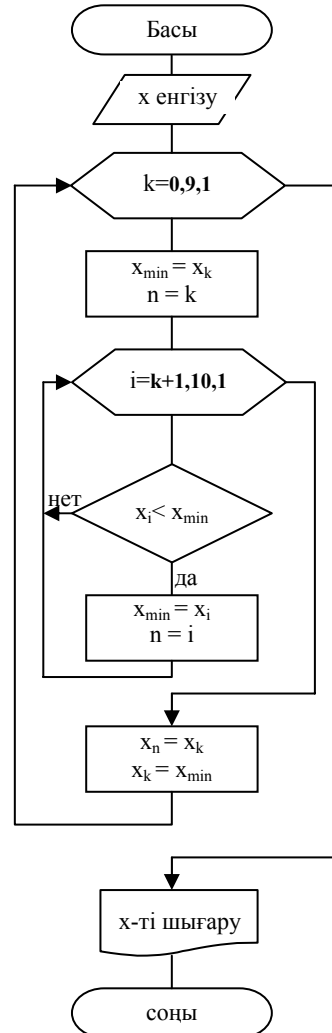 Басы
x енгізу
k=0,9,1
xmin = xk
n = k
i=k+1,10,1
нет
xi< xmin
да
xmin = xi
n = i
xn = xk
xk = xmin
x-ті шығару
соңы